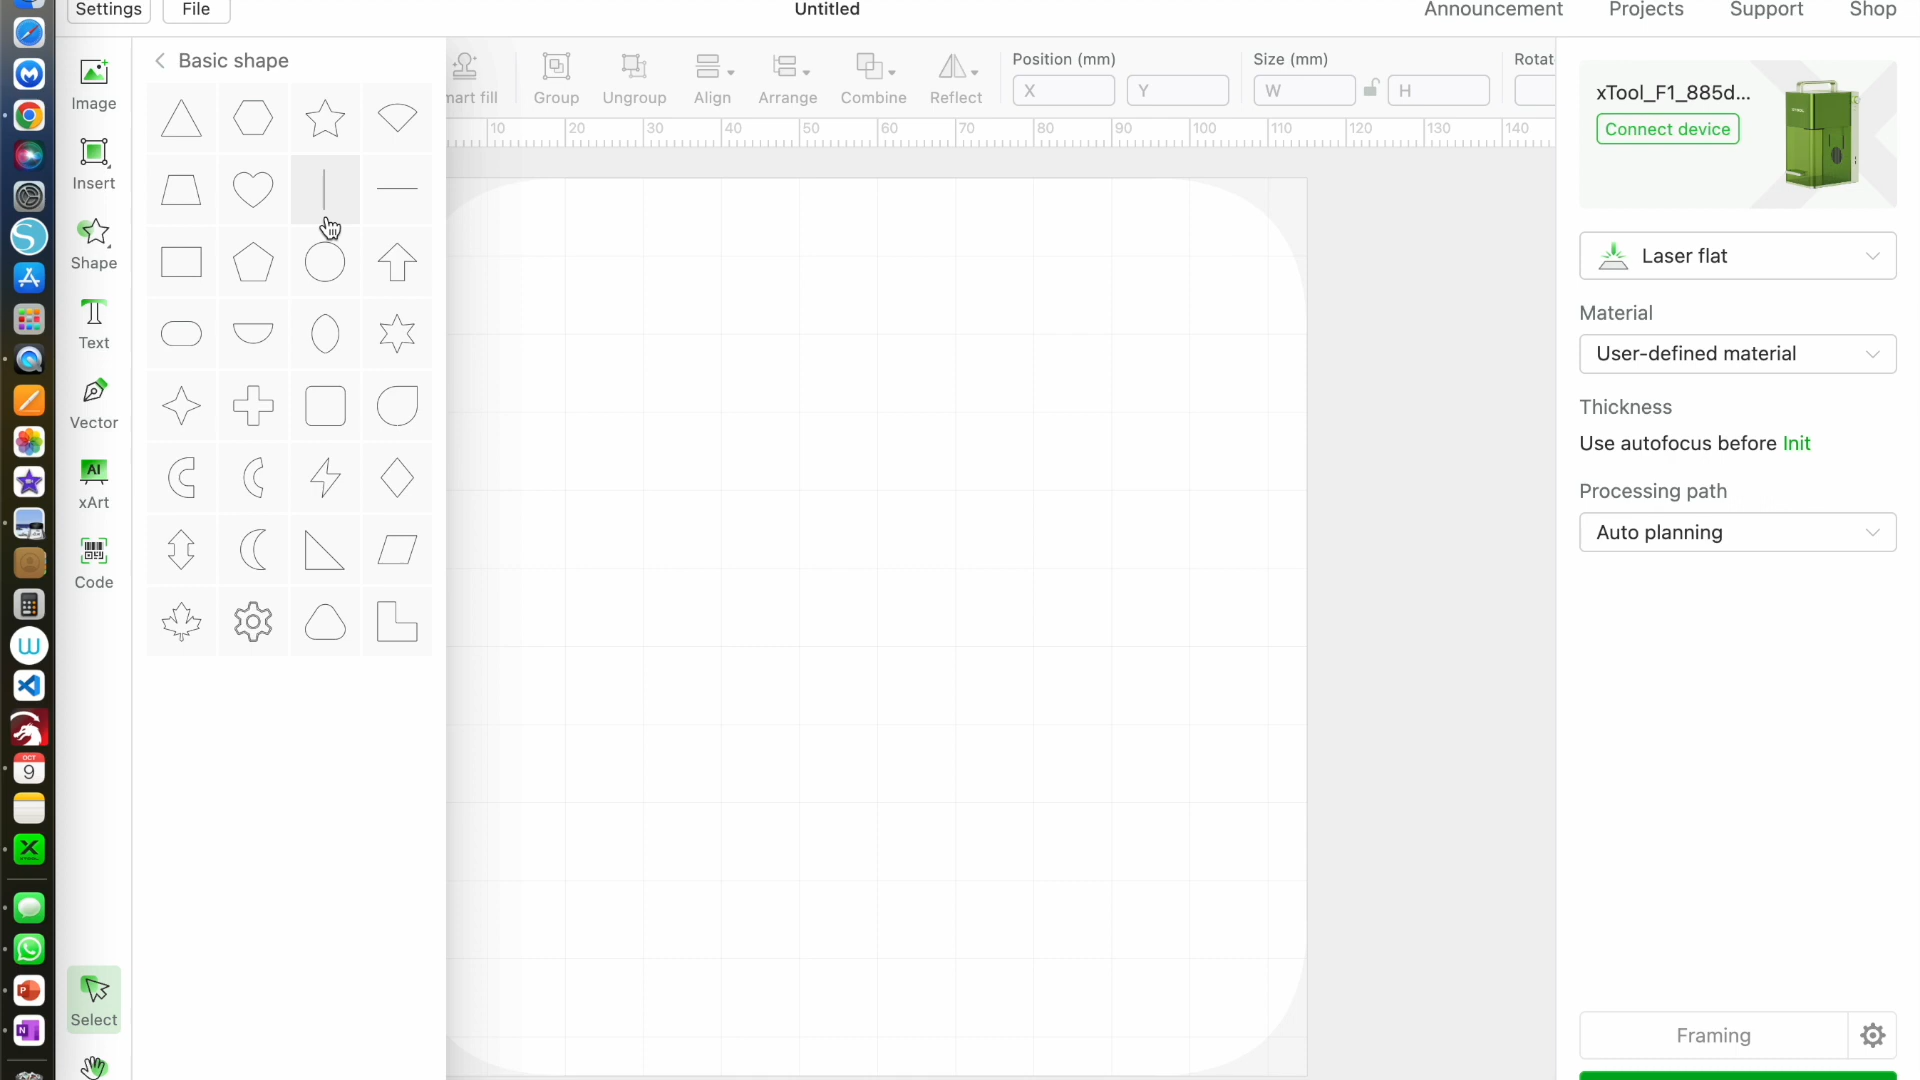 Settings
File
Untitled
Announcement
Projects
Support
Shop
Image
Insert
Shape
Text
Vector
AI
xArt
Code
Select
Basic shape
mart fill
Group
Ungroup
Align
Arrange
Combine
Reflect
Position (mm)
X
Y
Size (mm)
W
H
Rotat
10
20
30
40
50
60
70
80
90
100
110
120
130
140
xTool_F1_885d...
Connect device
Laser flat
Material
User-defined material
Thickness
Use autofocus before Init
Processing path
Auto planning
Framing
OCT
9